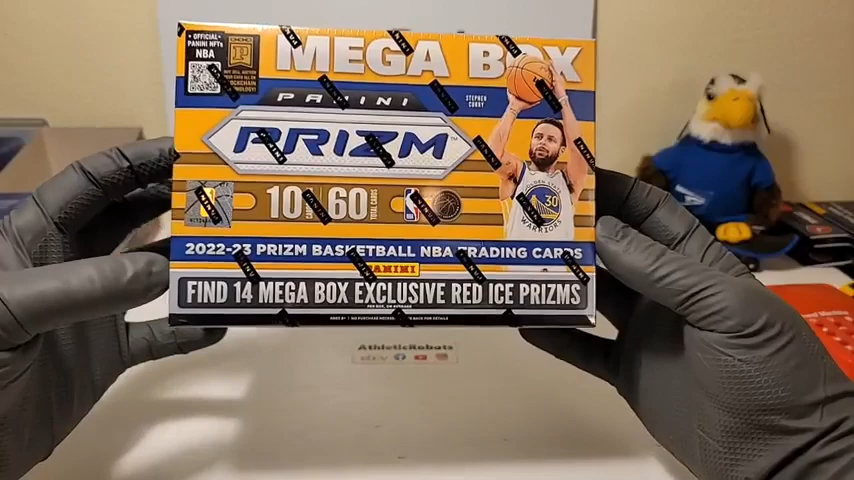 OFFICIAL
PANINI NFTS
NBA
MEGA BOX
PANINI
STEPHEN
CURRY
PRIZM
10 60 TOTAL CARDS
30
WARRIORS
2022-23 PRIZM BASKETBALL NBA TRADING CARDS
PANINI
FIND 14 MEGA BOX EXCLUSIVE RED ICE PRIZMS
AthleticRobots